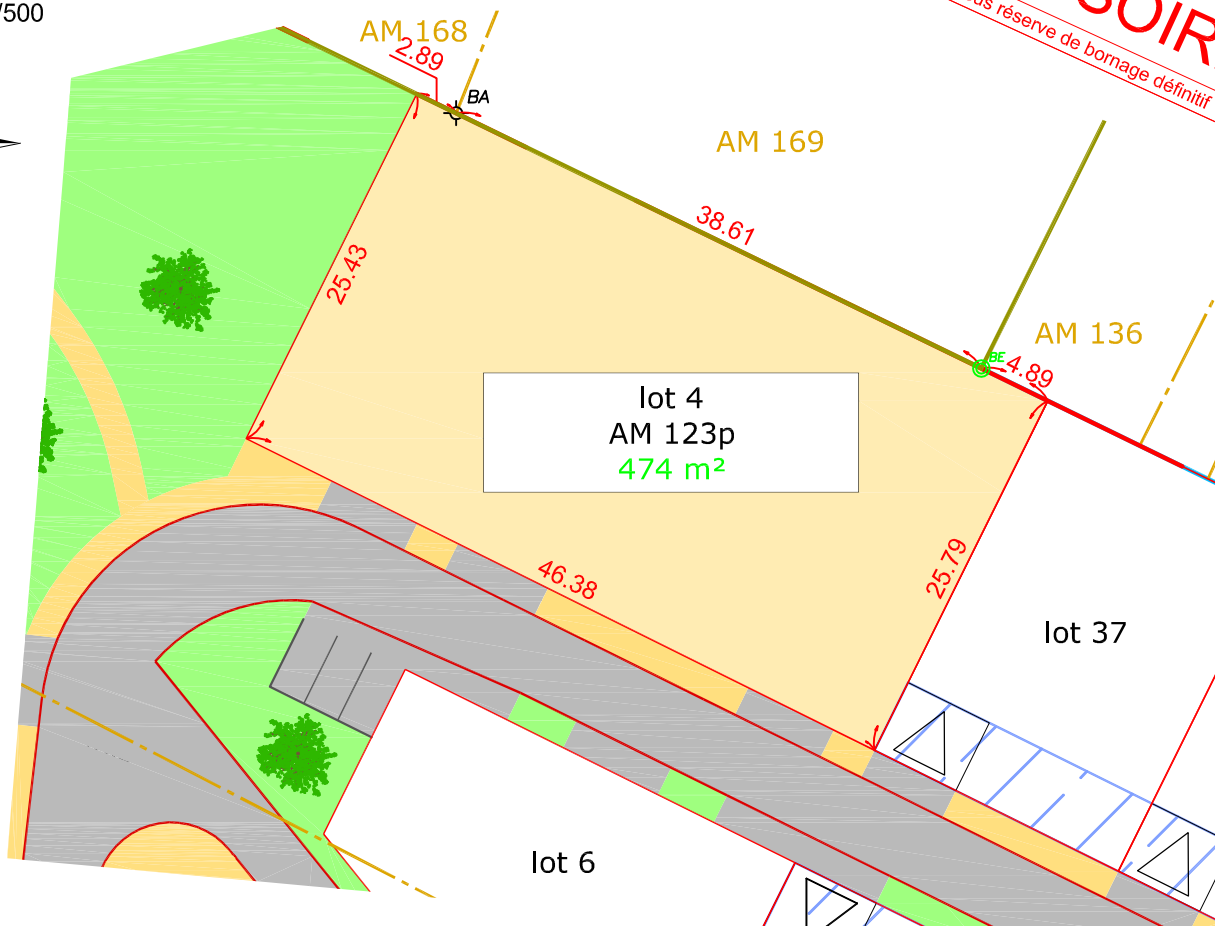 /500
AM 168
2.89
BA
sous réserve de bornage définitif
AM 169
38.61
25.43
AM 136
BE
4.89
lot 4
AM 123p
474 m²
46.38
25.79
lot 37
lot 6